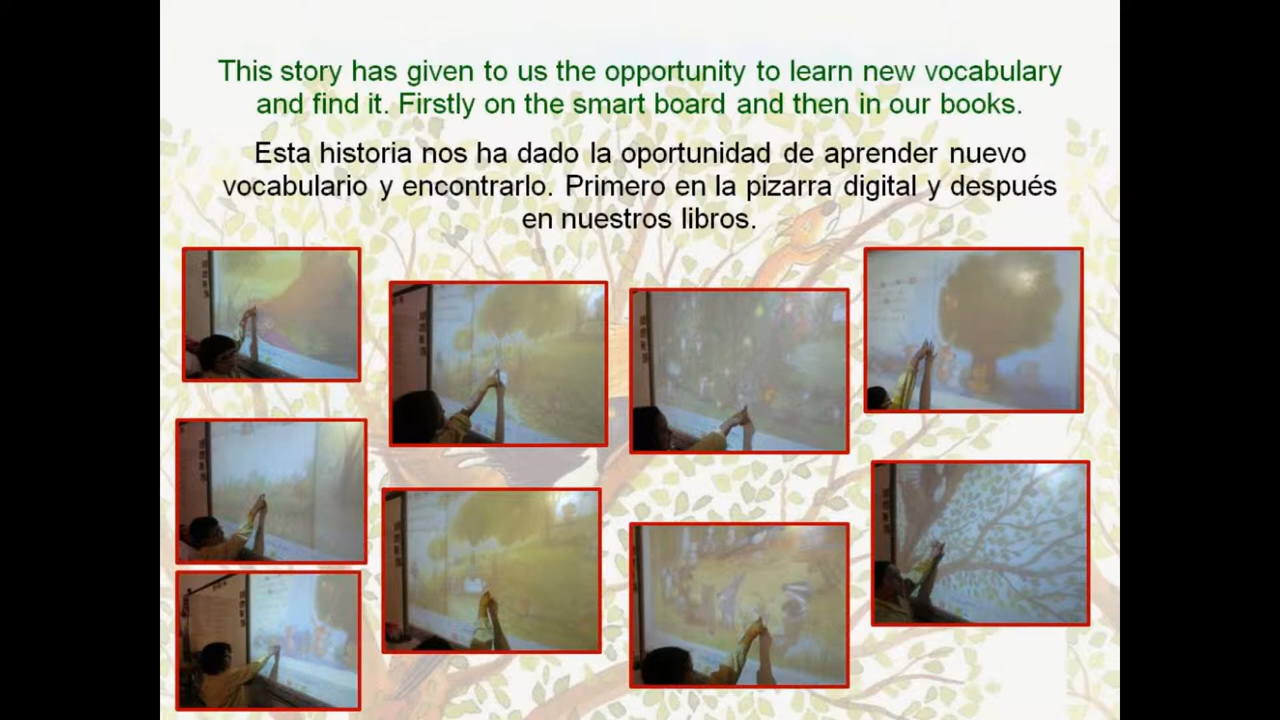 This story has given to us the opportunity to learn new vocabulary
and find it. Firstly on the smart board and then in our books.
Esta historia nos ha dado la oportunidad de aprender nuevo
vocabulario y encontrarlo. Primero en la pizarra digital y después
en nuestros libros.